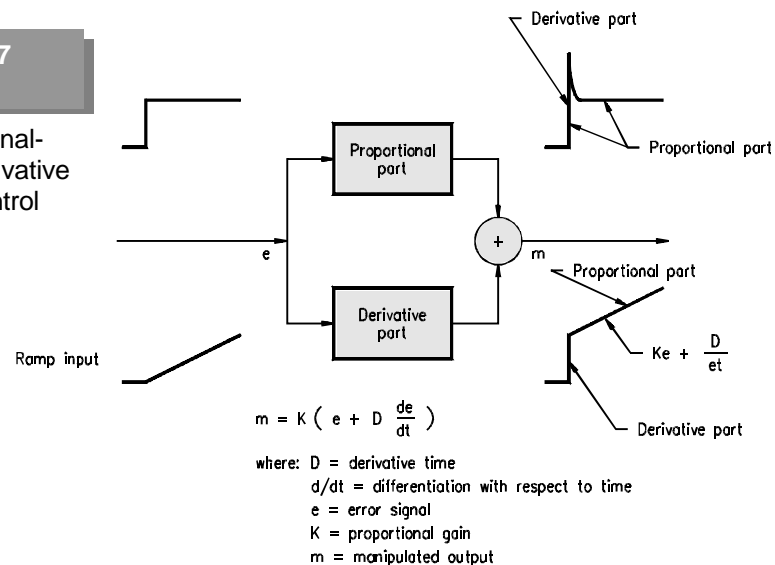 7
nal-
vative
ntrol
Derivative part
Proportional part
Proportional
part
e
+
m
Proportional part
Derivative
part
Ramp input
Ke + D/et
Derivative part
m = K ( e + D de/dt )
where: D = derivative time
d/dt = differentiation with respect to time
e = error signal
K = proportional gain
m = manipulated output